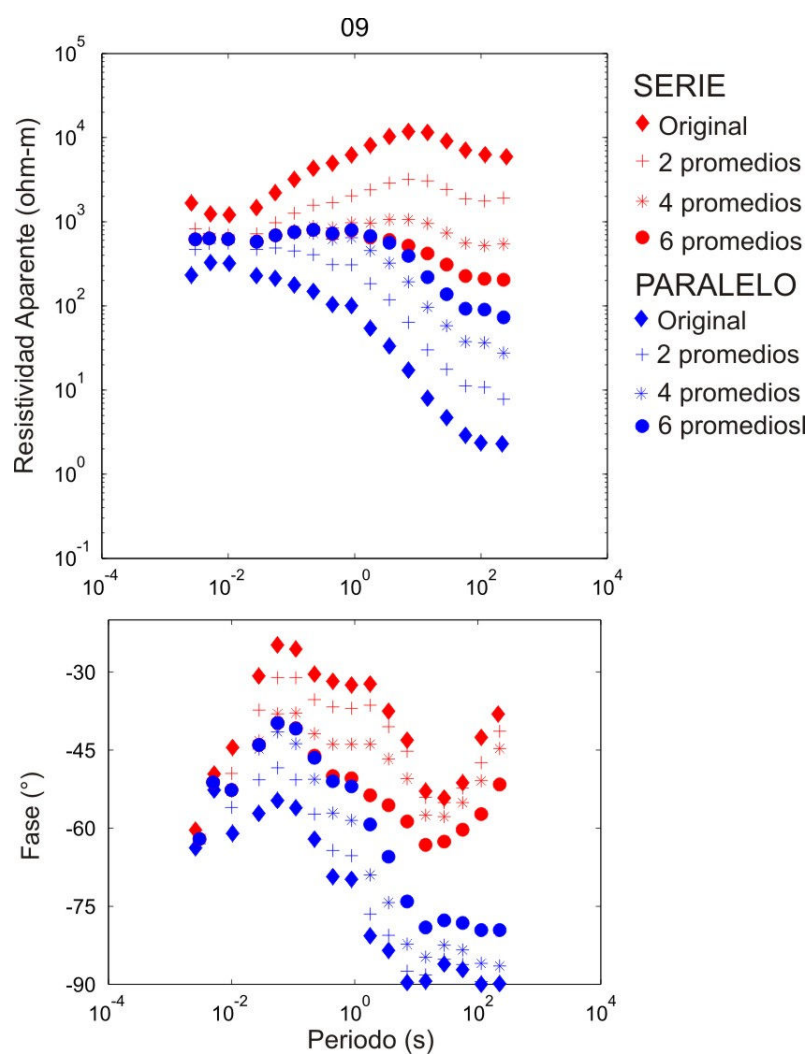 09
10^5
10^4
10^3
10^2
10^1
10^0
10^-1
Resistividad Aparente (ohm-m)
10^-4
10^-2
10^0
10^2
10^4
SERIE
Original
2 promedios
4 promedios
6 promedios
PARALELO
Original
2 promedios
4 promedios
6 promediosl
-30
-45
-60
-75
-90
Fase (°)
10^-4
10^-2
10^0
10^2
10^4
Periodo (s)